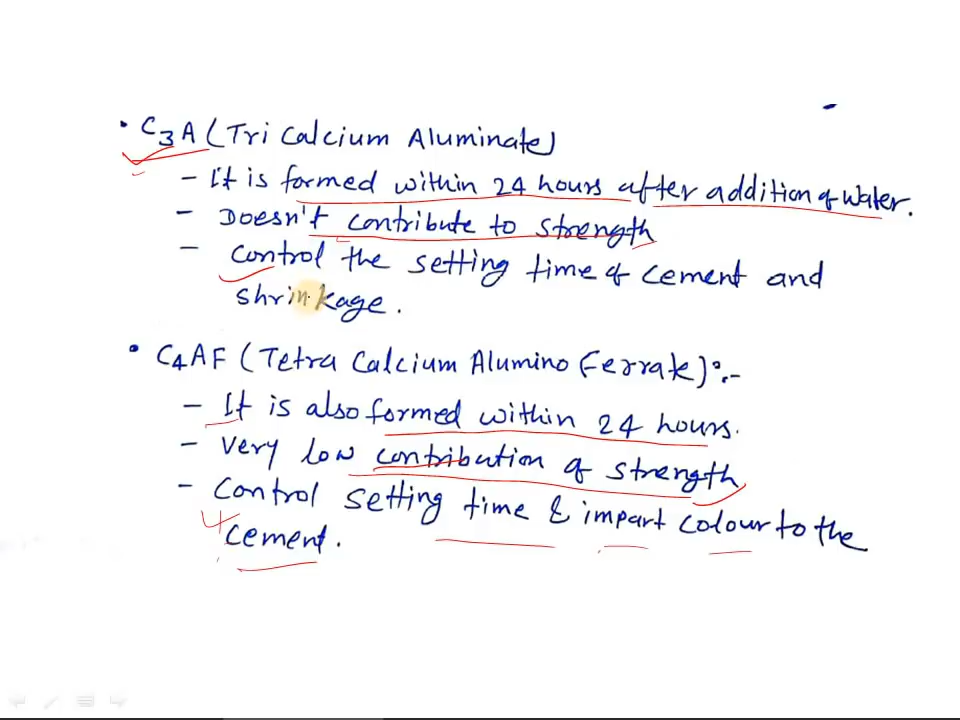 • C3A (Tri Calcium Aluminate)
- It is formed within 24 hours after addition of water.
- Doesn't contribute to strength
- Control the setting time of cement and
shrinkage.
• C4AF (Tetra Calcium Alumino Ferrate):-
- It is also formed within 24 hours.
- Very low contribution of strength
- Control setting time & impart colour to the
cement.